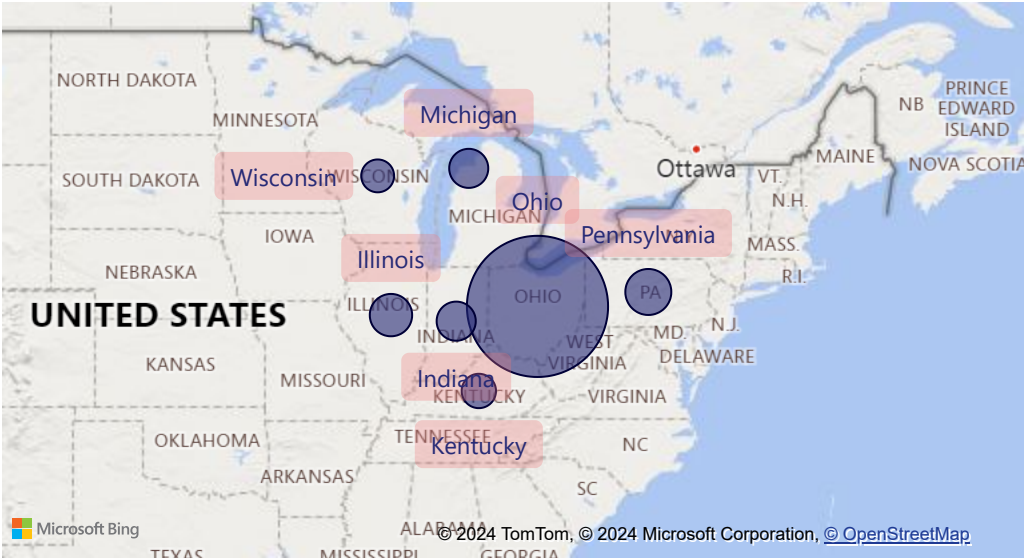 NORTH DAKOTA
MINNESOTA
Michigan
NB
PRINCE
EDWARD
ISLAND
SOUTH DAKOTA
Wisconsin
WISCONSIN
Ottawa
MAINE
NOVA SCOTIA
VT.
N.H.
Ohio
MICHIGAN
IOWA
Pennsylvania
N.Y.
MASS.
R.I.
Illinois
NEBRASKA
UNITED STATES
ILLINOIS
OHIO
PA
INDIANA
WEST
VIRGINIA
MD.
N.J.
DELAWARE
KANSAS
MISSOURI
Indiana
KENTUCKY
VIRGINIA
OKLAHOMA
TENNESSEE
Kentucky
NC
ARKANSAS
SC
Microsoft Bing
ALABAMA
© 2024 TomTom, © 2024 Microsoft Corporation, © OpenStreetMap
TEXAS
MISSISSIPPI
GEORGIA